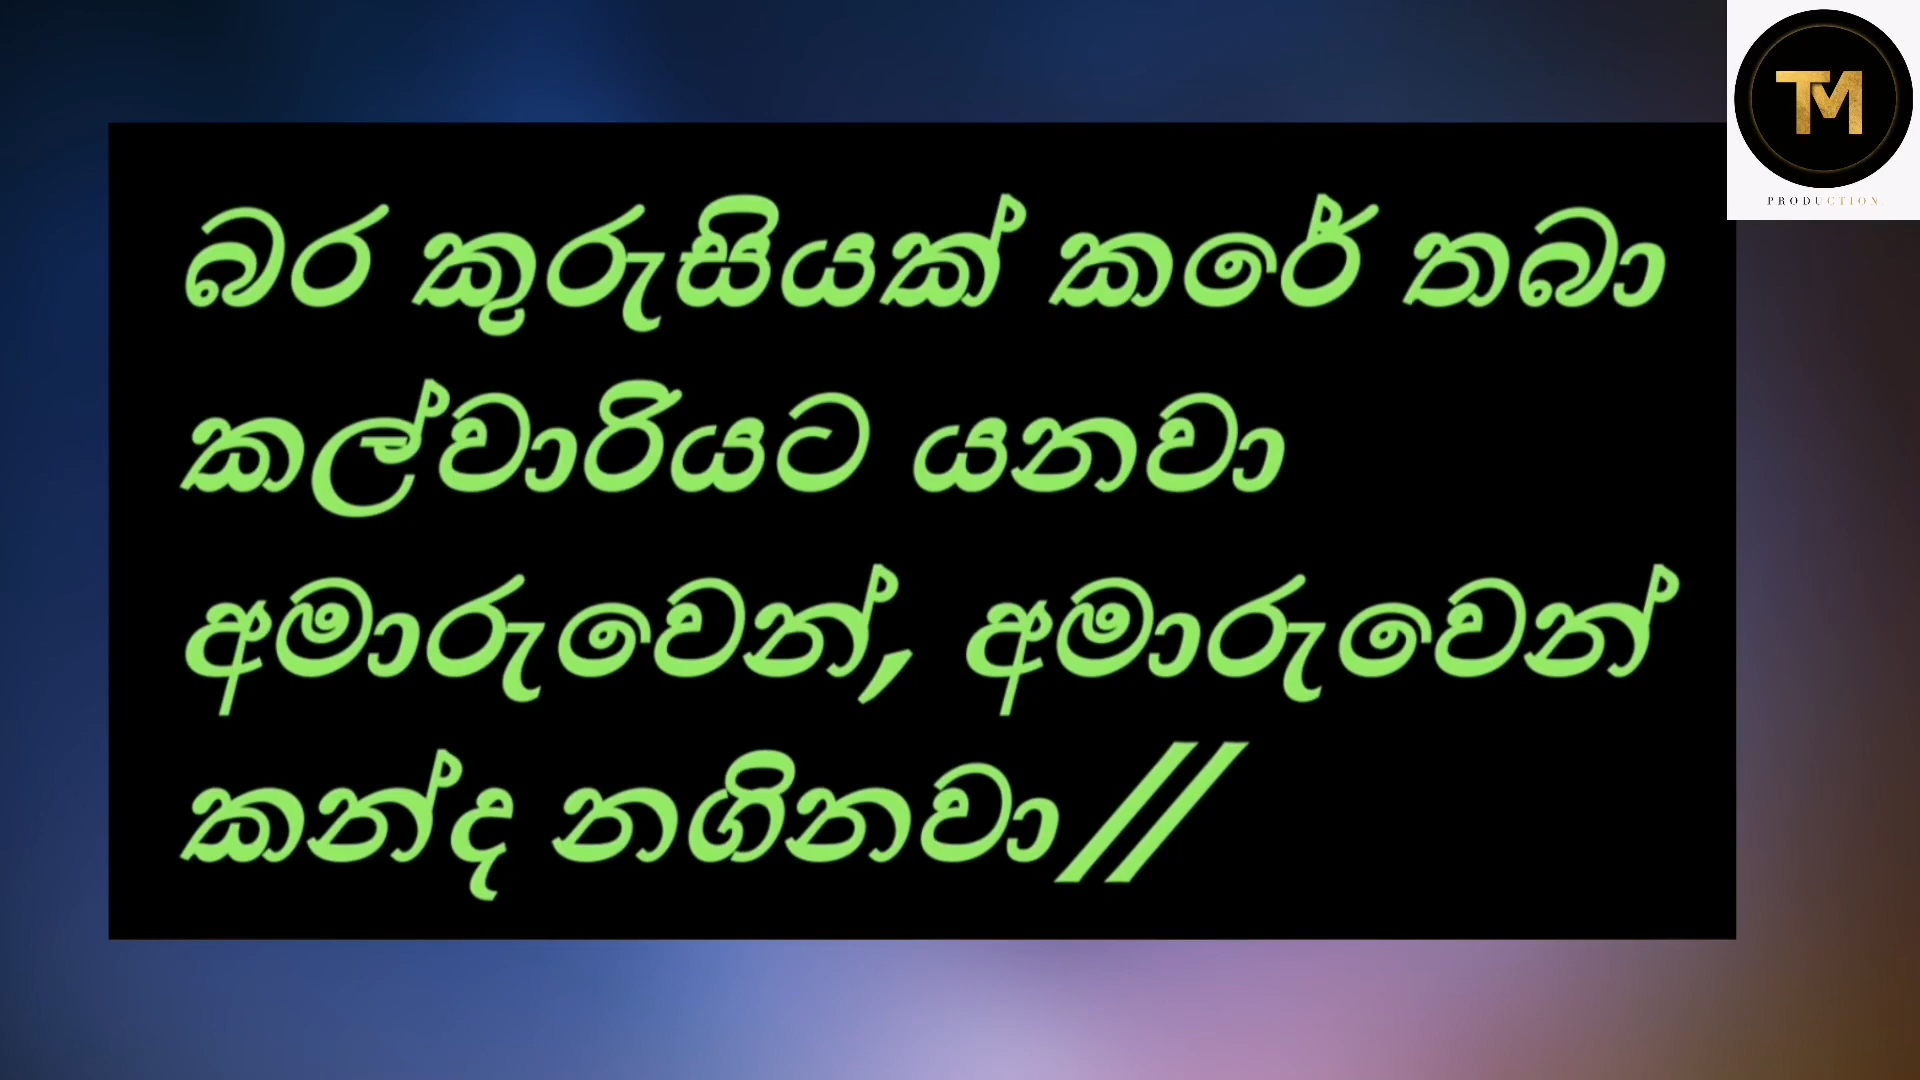 බර කුරුසියක් කරේ තබා
කල්වාරියට යනවා
අමාරුවෙන්, අමාරුවෙන්
කන්ද නගිනවා//
TM
PRODUCTION.